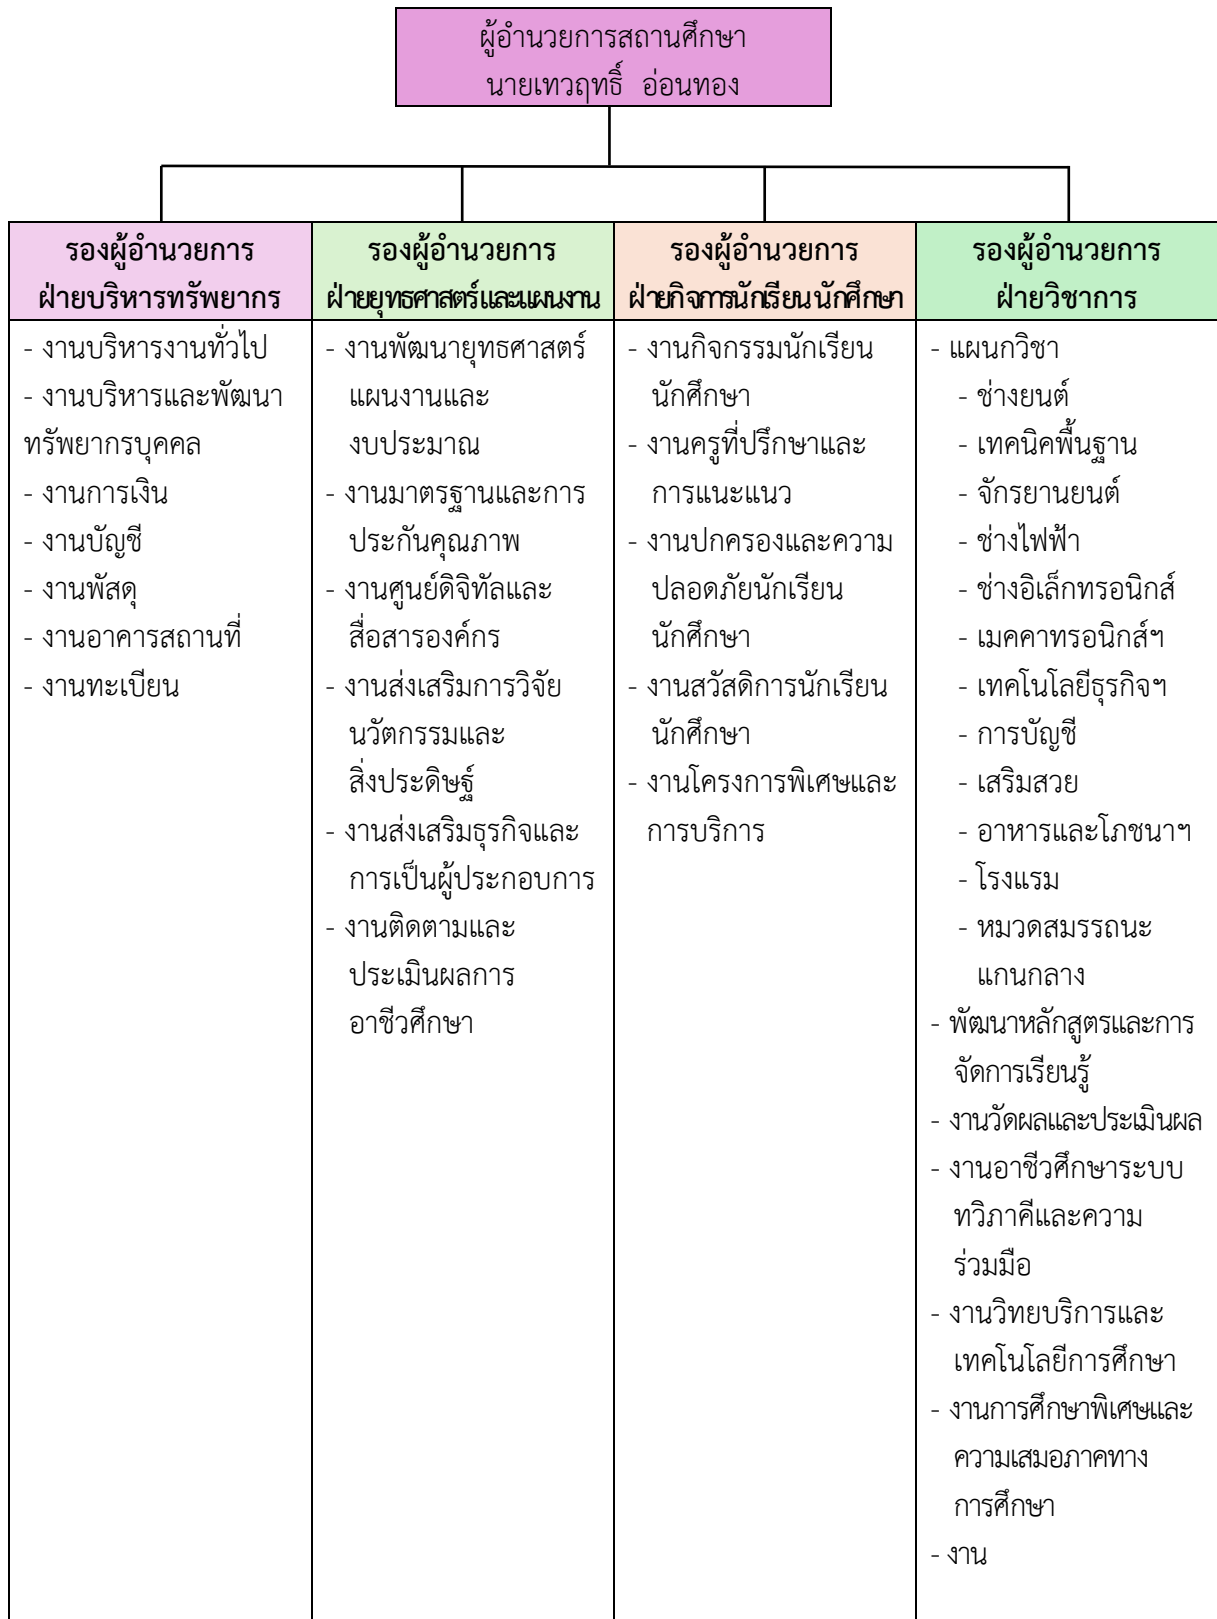 ผู้อำนวยการสถานศึกษา
นายเทวฤทธิ์ อ่อนทอง
รองผู้อำนวยการ
ฝ่ายบริหารทรัพยากร
- งานบริหารงานทั่วไป
- งานบริหารและพัฒนา
ทรัพยากรบุคคล
- งานการเงิน
- งานบัญชี
- งานพัสดุ
- งานอาคารสถานที่
- งานทะเบียน
รองผู้อำนวยการ
ฝ่ายยุทธศาสตร์และแผนงาน
- งานพัฒนายุทธศาสตร์
แผนงานและ
งบประมาณ
- งานมาตรฐานและการ
ประกันคุณภาพ
- งานศูนย์ดิจิทัลและ
สื่อสารองค์กร
- งานส่งเสริมการวิจัย
นวัตกรรมและ
สิ่งประดิษฐ์
- งานส่งเสริมธุรกิจและ
การเป็นผู้ประกอบการ
- งานติดตามและ
ประเมินผลการ
อาชีวศึกษา
รองผู้อำนวยการ
ฝ่ายกิจการนักเรียน นักศึกษา
- งานกิจกรรมนักเรียน
นักศึกษา
- งานครูที่ปรึกษาและ
การแนะแนว
- งานปกครองและความ
ปลอดภัยนักเรียน
นักศึกษา
- งานสวัสดิการนักเรียน
นักศึกษา
- งานโครงการพิเศษและ
การบริการ
รองผู้อำนวยการ
ฝ่ายวิชาการ
- แผนกวิชา
- ช่างยนต์
- เทคนิคพื้นฐาน
- จักรยานยนต์
- ช่างไฟฟ้า
- ช่างอิเล็กทรอนิกส์
- เมคคาทรอนิกส์ฯ
- เทคโนโลยีธุรกิจฯ
- การบัญชี
- เสริมสวย
- อาหารและโภชนาฯ
- โรงแรม
- หมวดสมรรถนะ
แกนกลาง
- พัฒนาหลักสูตรและการ
จัดการเรียนรู้
- งานวัดผลและประเมินผล
- งานอาชีวศึกษาระบบ
ทวิภาคีและความ
ร่วมมือ
- งานวิทยบริการและ
เทคโนโลยีการศึกษา
- งานการศึกษาพิเศษและ
ความเสมอภาคทาง
การศึกษา
- งาน